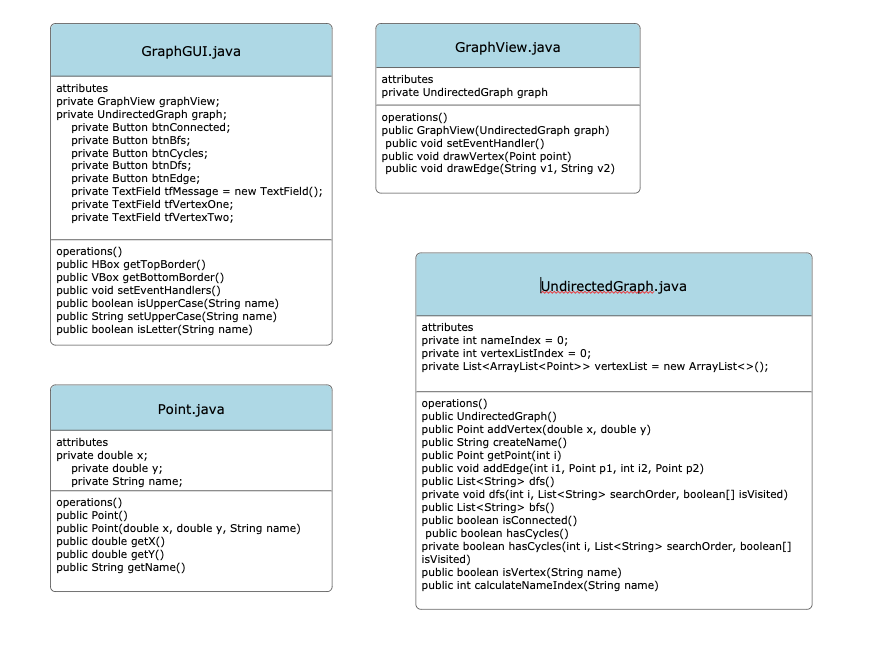 GraphGUI.java
attributes
private GraphView graphView;
private UndirectedGraph graph;
private Button btnConnected;
private Button btnBfs;
private Button btnCycles;
private Button btnDfs;
private Button btnEdge;
private TextField tfMessage = new TextField();
private TextField tfVertexOne;
private TextField tfVertexTwo;
operations()
public HBox getTopBorder()
public VBox getBottomBorder()
public void setEventHandlers()
public boolean isUpperCase(String name)
public String setUpperCase(String name)
public boolean isLetter(String name)
GraphView.java
attributes
private UndirectedGraph graph
operations()
public GraphView(UndirectedGraph graph)
public void setEventHandler()
public void drawVertex(Point point)
public void drawEdge(String v1, String v2)
Point.java
attributes
private double x;
private double y;
private String name;
operations()
public Point()
public Point(double x, double y, String name)
public double getX()
public double getY()
public String getName()
UndirectedGraph.java
attributes
private int nameIndex = 0;
private int vertexListIndex = 0;
private List<ArrayList<Point>> vertexList = new ArrayList<>();
operations()
public UndirectedGraph()
public Point addVertex(double x, double y)
public String createName()
public Point getPoint(int i)
public void addEdge(int i1, Point p1, int i2, Point p2)
public List<String> dfs()
private void dfs(int i, List<String> searchOrder, boolean[] isVisited)
public List<String> bfs()
public boolean isConnected()
public boolean hasCycles()
private boolean hasCycles(int i, List<String> searchOrder, boolean[]
isVisited)
public boolean isVertex(String name)
public int calculateNameIndex(String name)